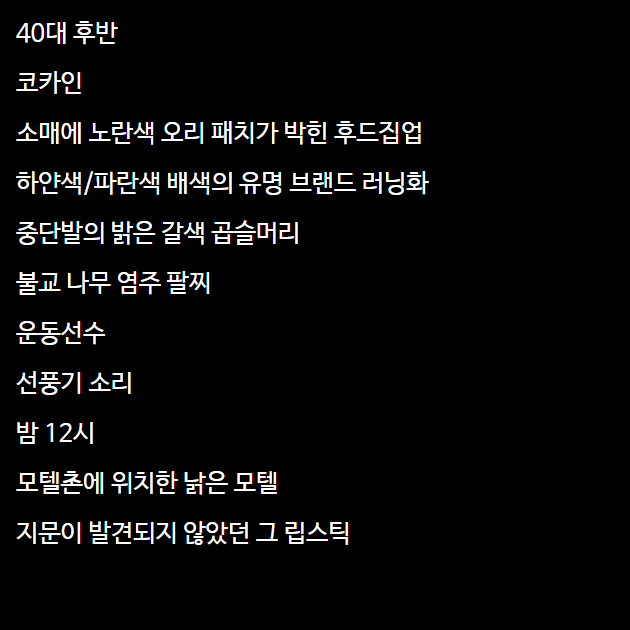 40대 후반
코카인
소매에 노란색 오리 패치가 박힌 후드집업
하얀색/파란색 배색의 유명 브랜드 러닝화
중단발의 밝은 갈색 곱슬머리
불교 나무 염주 팔찌
운동선수
선풍기 소리
밤 12시
모텔촌에 위치한 낡은 모텔
지문이 발견되지 않았던 그 립스틱